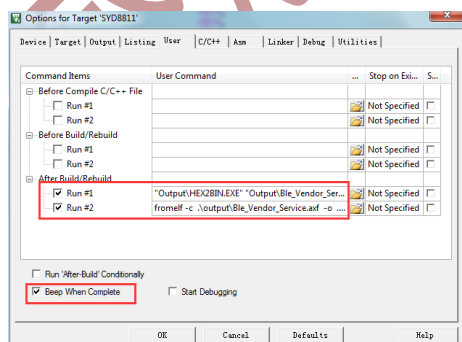 Options for Target 'SYD8811'
Device Target Output Listing User C/C++ Asm Linker Debug Utilities
Command Items User Command ... Stop on Exi... S...
Before Compile C/C++ File
Run #1 Not Specified
Run #2 Not Specified
Before Build/Rebuild
Run #1 Not Specified
Run #2 Not Specified
After Build/Rebuild
Run #1 "Output\HEX2BIN.EXE" "Output\Ble_Vendor_Ser... Not Specified
Run #2 fromelf -c .\output\Ble_Vendor_Service.axf -o .... Not Specified
Run 'After-Build' Conditionally
Beep When Complete Start Debugging
OK Cancel Defaults Help